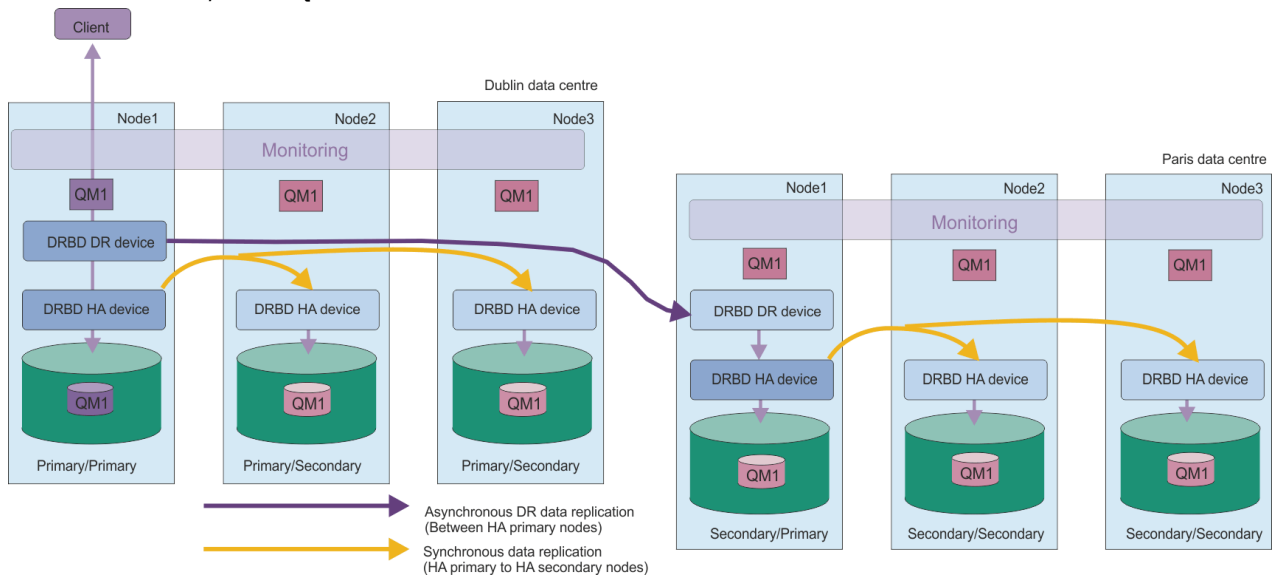 Client
Dublin data centre
Node1
Node2
Node3
Monitoring
QM1
QM1
QM1
DRBD DR device
DRBD HA device
DRBD HA device
DRBD HA device
QM1
QM1
QM1
Primary/Primary
Primary/Secondary
Primary/Secondary
Paris data centre
Node1
Node2
Node3
Monitoring
QM1
QM1
QM1
DRBD DR device
DRBD HA device
DRBD HA device
DRBD HA device
QM1
QM1
QM1
Secondary/Primary
Secondary/Secondary
Secondary/Secondary
Asynchronous DR data replication
(Between HA primary nodes)
Synchronous data replication
(HA primary to HA secondary nodes)